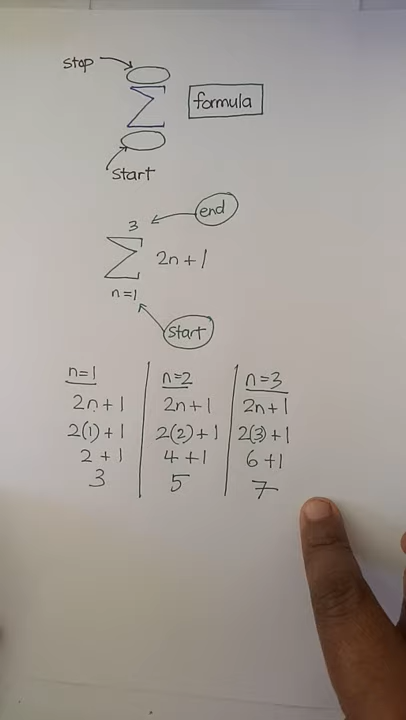 stop
Σ formula
start
3 end
Σ 2n+1
n=1
start
n=1 n=2 n=3
2n+1 2n+1 2n+1
2(1)+1 2(2)+1 2(3)+1
2+1 4+1 6+1
3 5 7